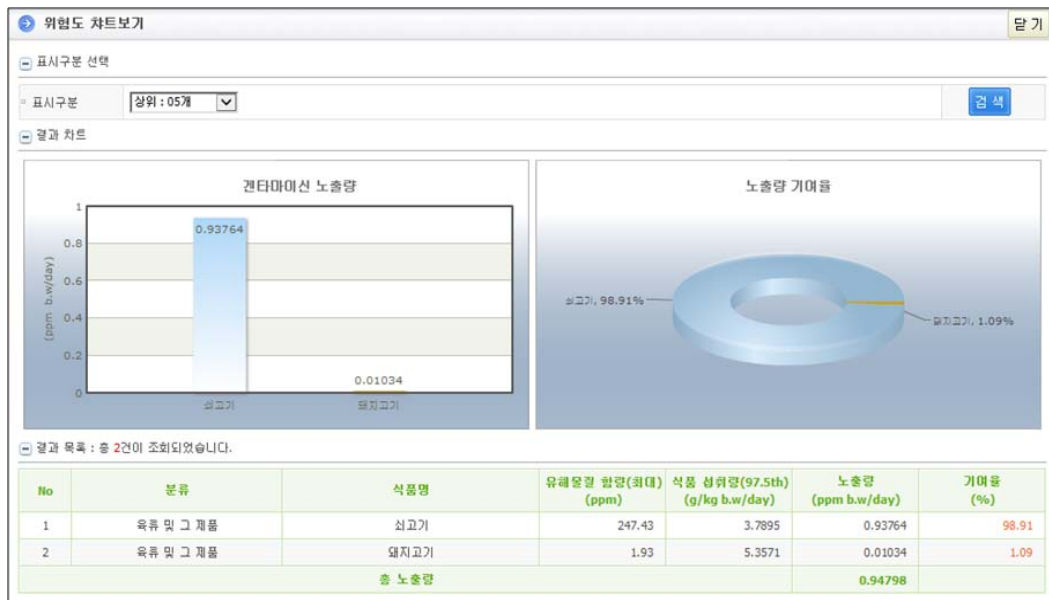 위험도 챠트보기
닫 기
표시구분 선택
표시구분
상위 : 05개
검 색
결과 차트
겐타마이신 노출량
1
0.8
0.6
0.4
0.2
0
(ppm b.w/day)
0.93764
0.01034
쇠고기
돼지고기
노출량 기여율
쇠고기, 98.91%
돼지고기, 1.09%
결과 목록 : 총 2건이 조회되었습니다.
No 분류 식품명 유해물질 함량(최대) 식품 섭취량(97.5th) 노출량 기여율
(ppm) (g/kg b.w/day) (ppm b.w/day) (%)
1 육류 및 그 제품 쇠고기 247.43 3.7895 0.93764 98.91
2 육류 및 그 제품 돼지고기 1.93 5.3571 0.01034 1.09
총 노출량 0.94798